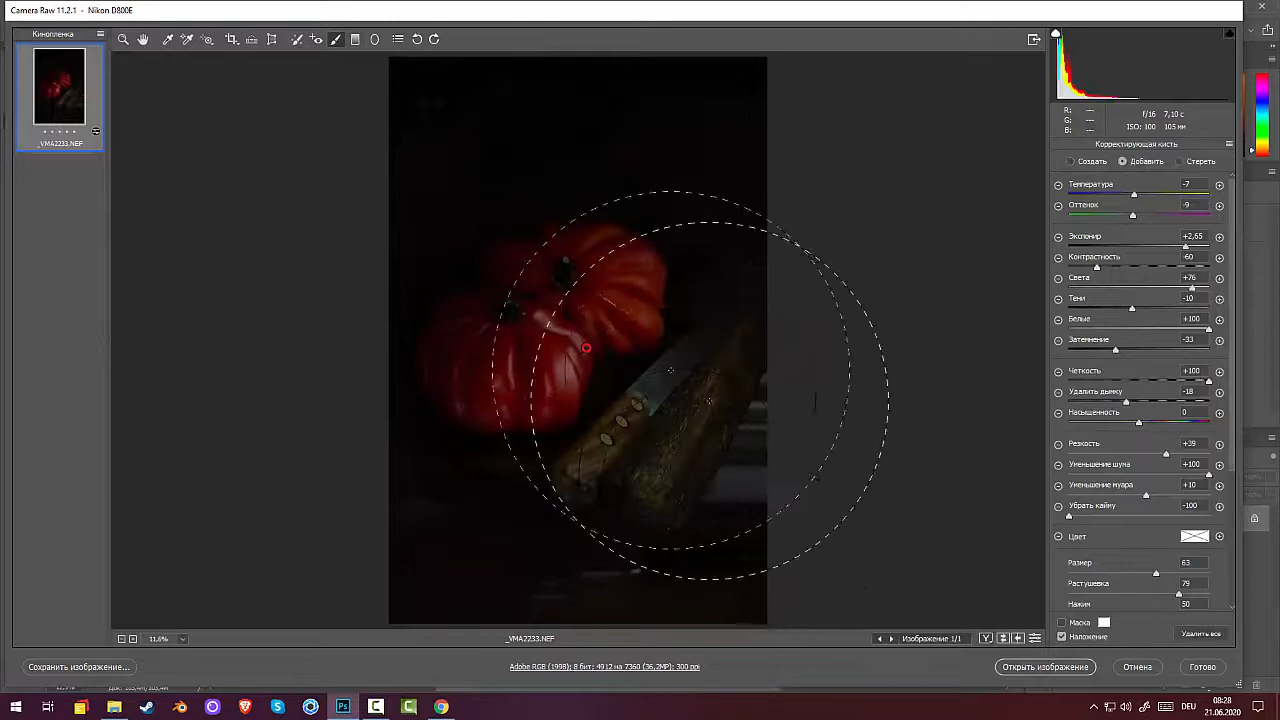 Camera Raw 11.2.1 - Nikon D800E
Кинопленка
_VMA2233.NEF
R: ---
G: ---
B: ---
f/16 7,10 с
ISO: 100 105 мм
Корректирующая кисть
Создать Добавить Стереть
Температура -7
Оттенок -9
Экспонир +2,65
Контрастность -60
Света +76
Тени -10
Белые +100
Затемнение -33
Четкость +100
Удалить дымку -18
Насыщенность 0
Резкость +39
Уменьшение шума +100
Уменьшение муара +10
Убрать кайму -100
Цвет
Размер 63
Растушевка 79
Нажим 50
Маска
Наложение
Удалить все
11,6%
_VMA2233.NEF
Изображение 1/1
Сохранить изображение...
Adobe RGB (1998); 8 бит; 4912 на 7360 (36,2MP); 300 ppi
Открыть изображение
Отмена
Готово
Ps
DEU
08:28
21.06.2020